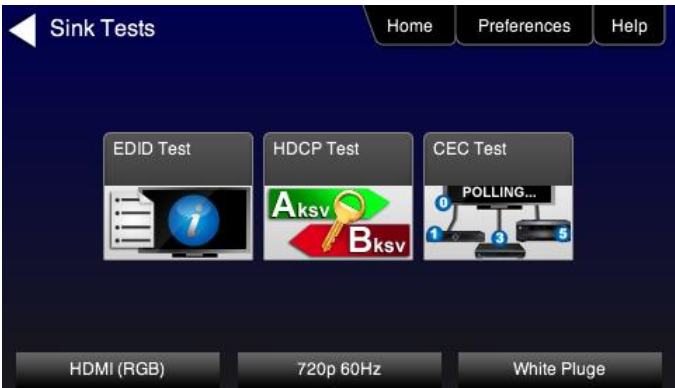 Sink Tests
Home
Preferences
Help
EDID Test
HDCP Test
CEC Test
i
Aksv
Bksv
POLLING...
0
1
3
5
HDMI (RGB)
720p 60Hz
White Pluge